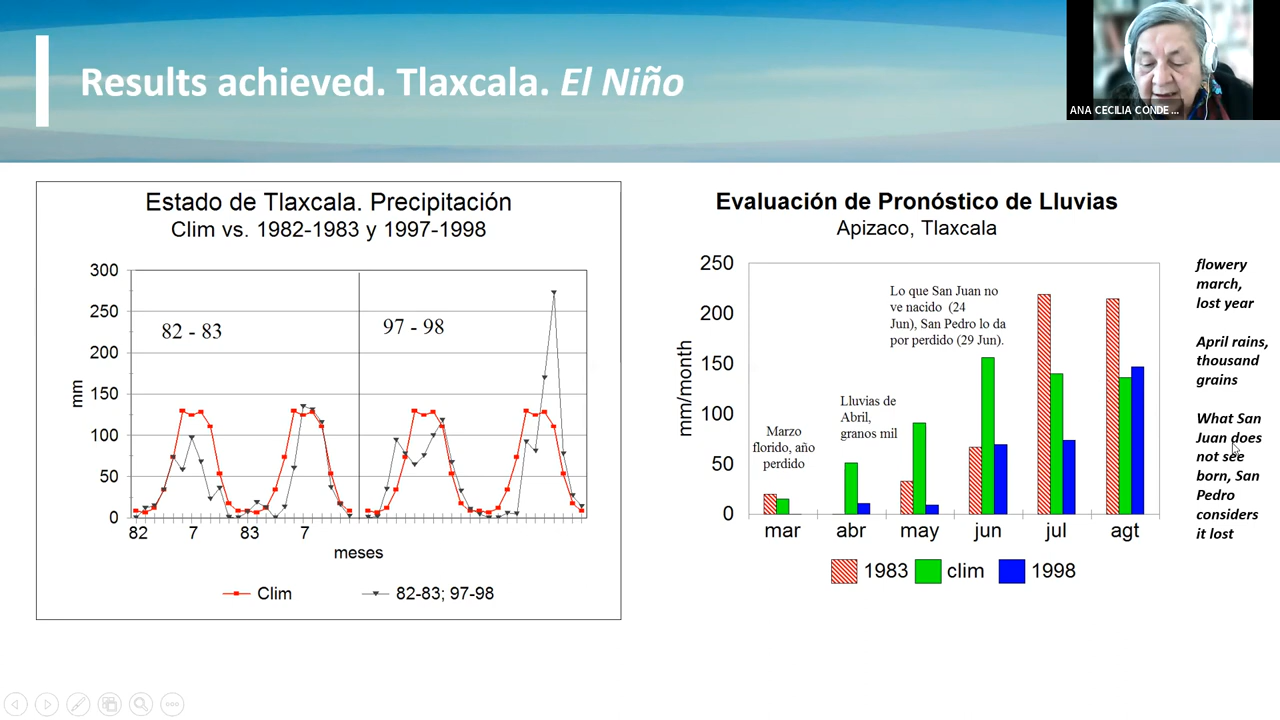 Results achieved. Tlaxcala. El Niño
ANA CECILIA CONDE ...
Estado de Tlaxcala. Precipitación
Clim vs. 1982-1983 y 1997-1998
300
250
200
150
100
50
0
mm
82 - 83
97 - 98
82
7
83
7
meses
Clim
82-83; 97-98
Evaluación de Pronóstico de Lluvias
Apizaco, Tlaxcala
250
200
150
100
50
0
mm/month
Marzo
florido, año
perdido
Lluvias de
Abril,
granos mil
Lo que San Juan no
ve nacido (24
Jun), San Pedro lo da
por perdido (29 Jun).
mar
abr
may
jun
jul
agt
1983
clim
1998
flowery
march,
lost year
April rains,
thousand
grains
What San
Juan does
not see
born, San
Pedro
considers
it lost